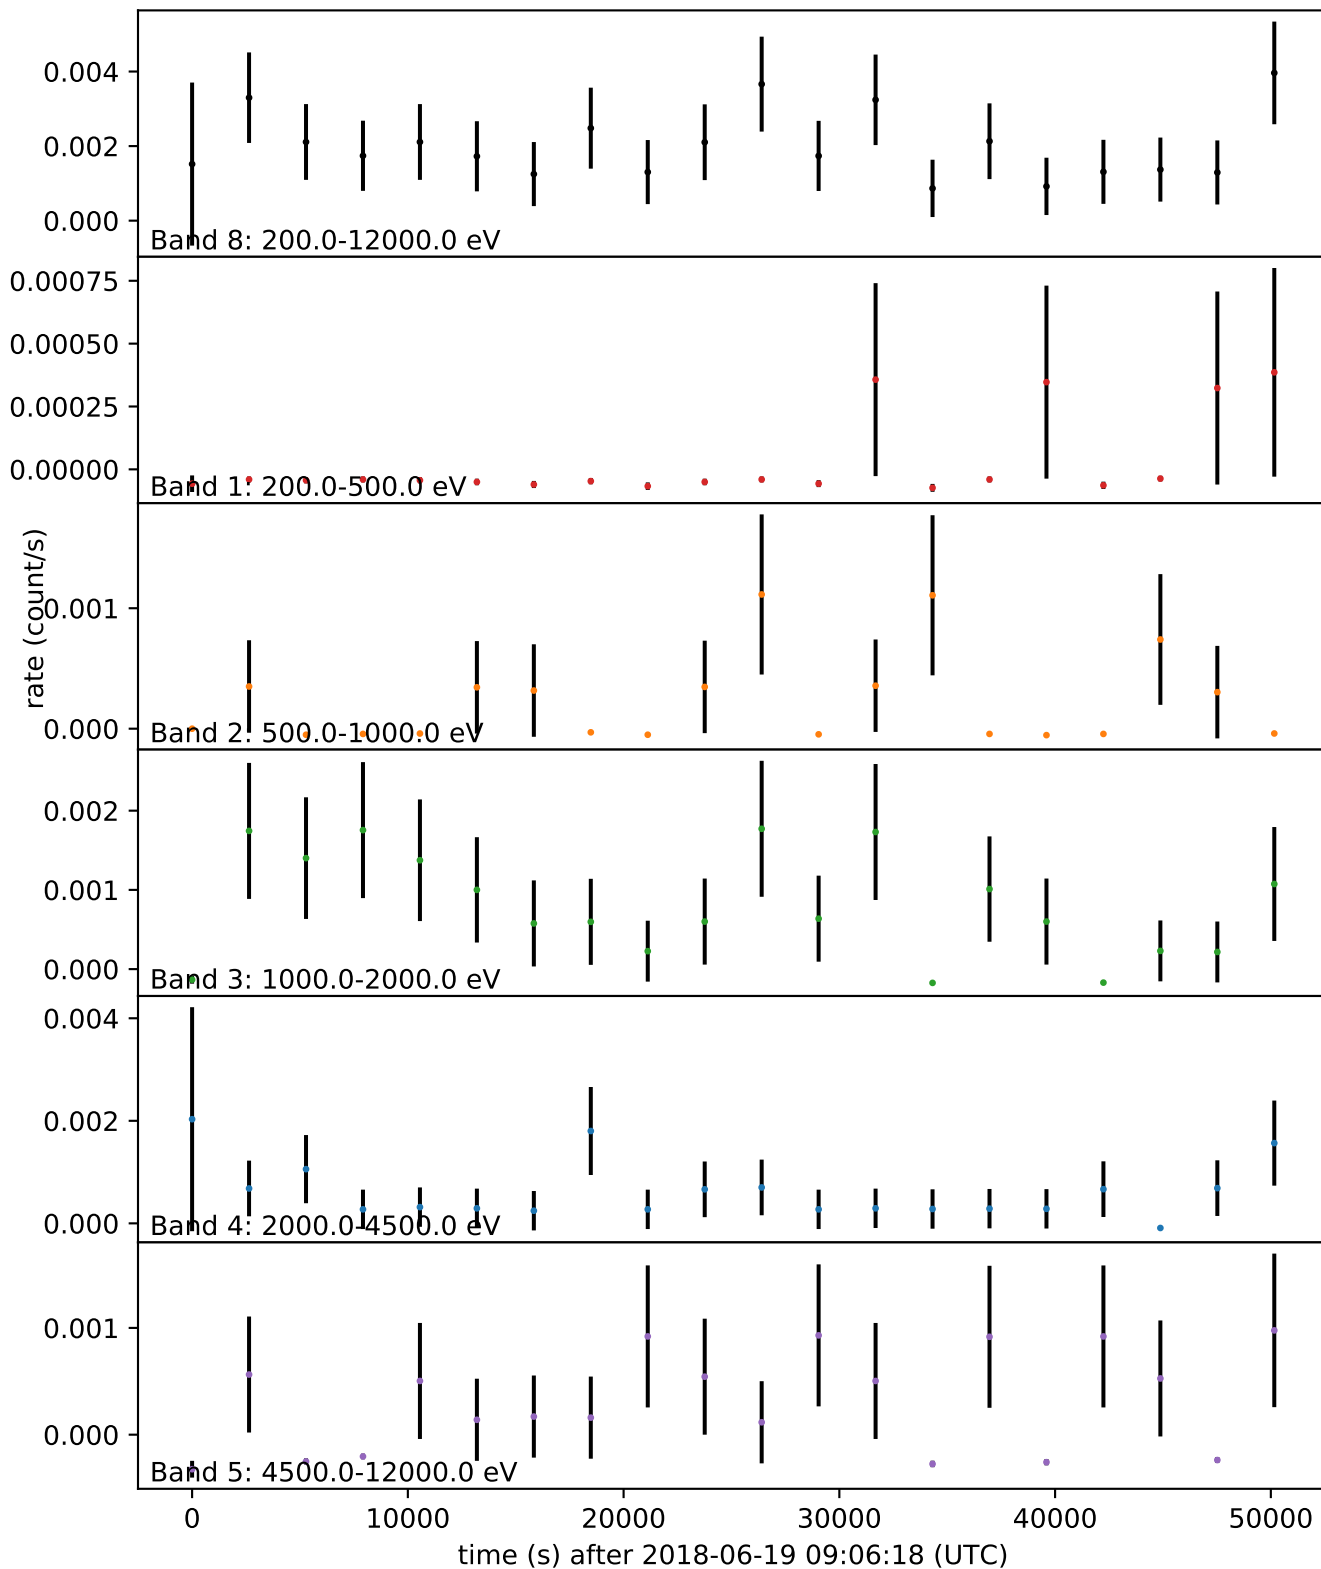 0.004
0.002
0.000
Band 8: 200.0-12000.0 eV
0.00075
0.00050
0.00025
0.00000
Band 1: 200.0-500.0 eV
rate (count/s)
0.001
0.000
Band 2: 500.0-1000.0 eV
0.002
0.001
0.000
Band 3: 1000.0-2000.0 eV
0.004
0.002
0.000
Band 4: 2000.0-4500.0 eV
0.001
0.000
Band 5: 4500.0-12000.0 eV
0 10000 20000 30000 40000 50000
time (s) after 2018-06-19 09:06:18 (UTC)